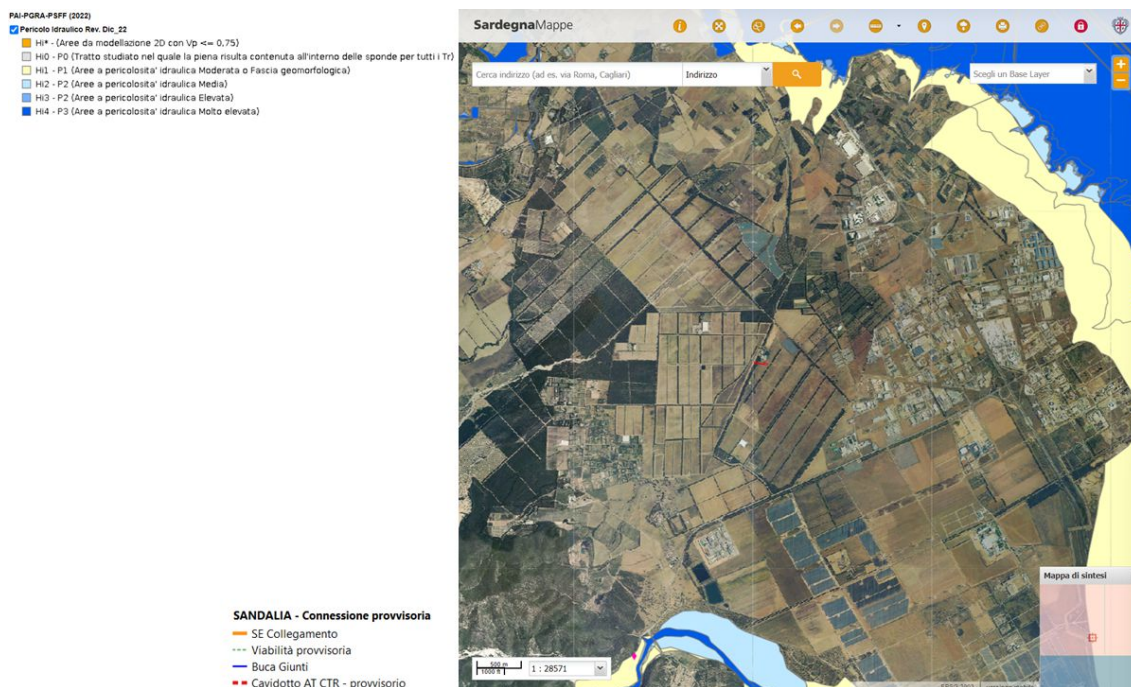 PAI-PGRA-PSFF (2022)
Pericolo Idraulico Rev. Dic_22
Hi* - (Aree da modellazione 2D con Vp <= 0,75)
Hi0 - P0 (Tratto studiato nel quale la piena risulta contenuta all'interno delle sponde per tutti i Tr)
Hi1 - P1 (Aree a pericolosita' idraulica Moderata o Fascia geomorfologica)
Hi2 - P2 (Aree a pericolosita' idraulica Media)
Hi3 - P2 (Aree a pericolosita' idraulica Elevata)
Hi4 - P3 (Aree a pericolosita' idraulica Molto elevata)
SardegnaMappe
Cerca indirizzo (ad es. via Roma, Cagliari)
Indirizzo
Scegli un Base Layer
Mappa di sintesi
SANDALIA - Connessione provvisoria
SE Collegamento
Viabilità provvisoria
Buca Giunti
Cavidotto AT CTR - provvisorio
500 m
1000 ft
1 : 28571